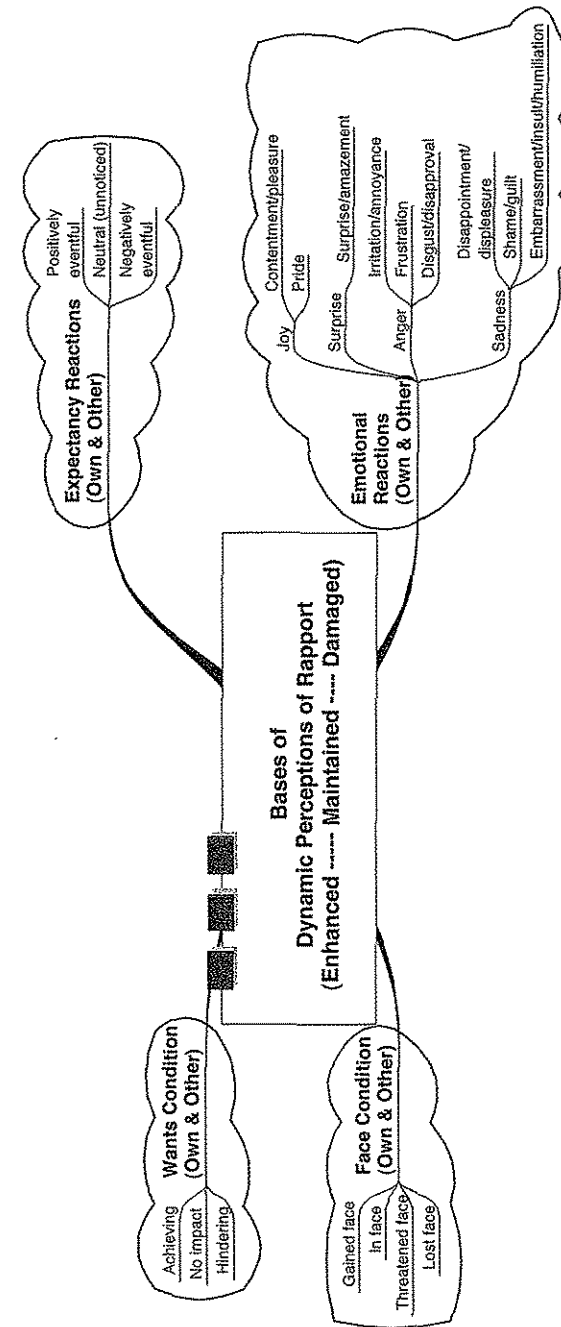 Expectancy Reactions
(Own & Other)
Positively
eventful
Neutral (unnoticed)
Negatively
eventful
Wants Condition
(Own & Other)
Achieving
No impact
Hindering
Bases of
Dynamic Perceptions of Rapport
(Enhanced ----- Maintained ---- Damaged)
Face Condition
(Own & Other)
Gained face
In face
Threatened face
Lost face
Emotional
Reactions
(Own & Other)
Joy
Contentment/pleasure
Pride
Surprise
Surprise/amazement
Anger
Irritation/annoyance
Frustration
Disgust/disapproval
Sadness
Disappointment/
displeasure
Shame/guilt
Embarrassment/insult/humiliation